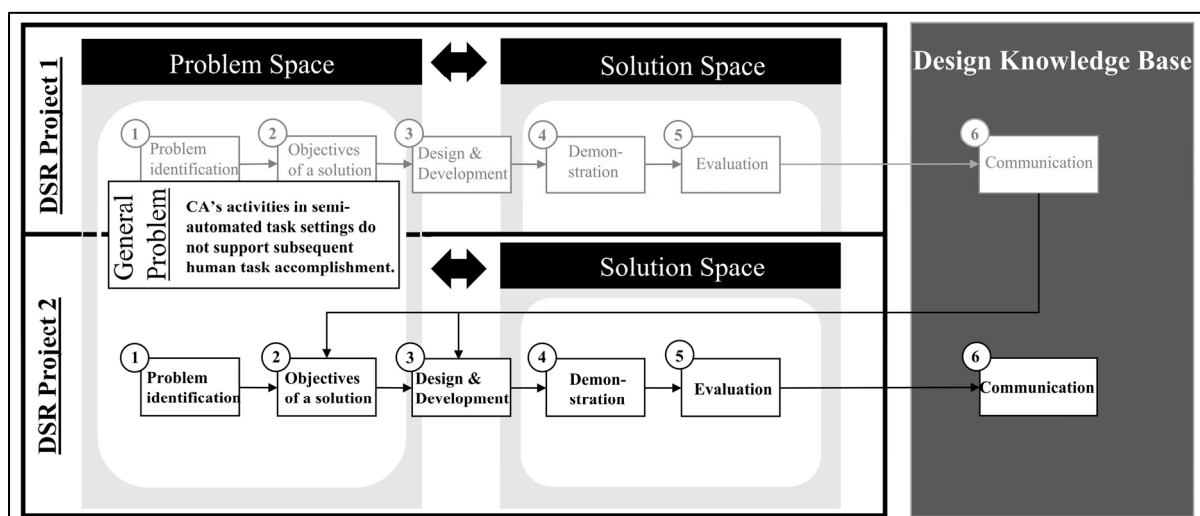 DSR Project 1
Problem Space
Solution Space
Design Knowledge Base
1
Problem
identification
2
Objectives
of a solution
3
Design &
Development
4
Demon-
stration
5
Evaluation
6
Communication
General
Problem
CA's activities in semi-
automated task settings do
not support subsequent
human task accomplishment.
DSR Project 2
Solution Space
1
Problem
identification
2
Objectives
of a solution
3
Design &
Development
4
Demon-
stration
5
Evaluation
6
Communication